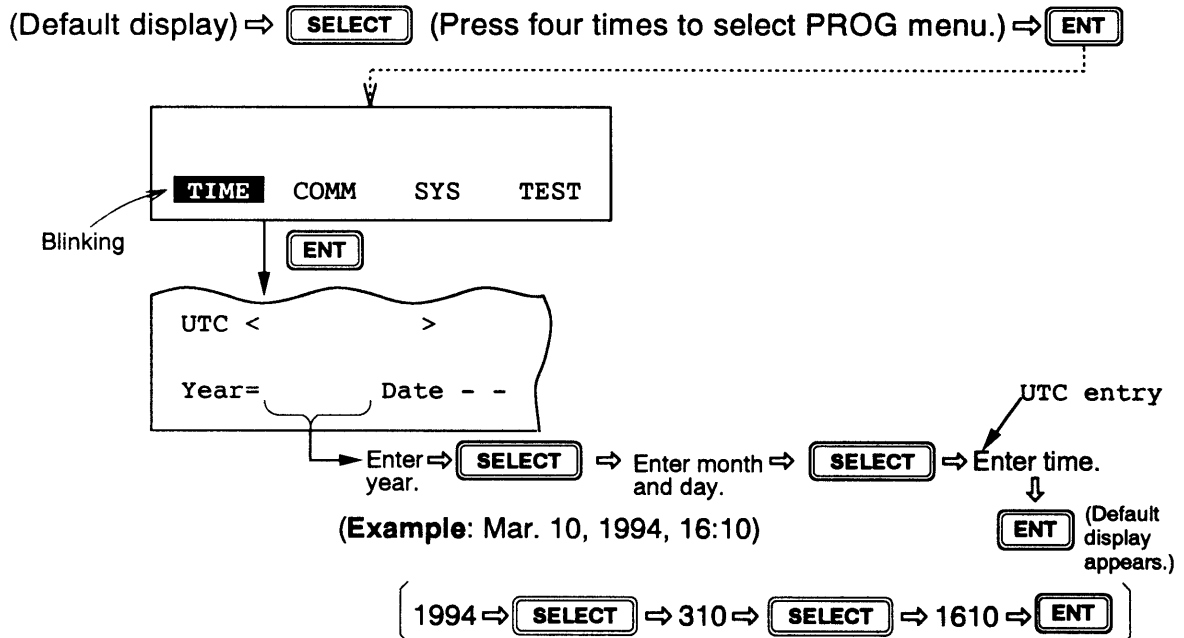 (Default display) ⇨ SELECT (Press four times to select PROG menu.) ⇨ ENT
TIME COMM SYS TEST
Blinking
ENT
UTC < >
Year= Date - -
UTC entry
Enter year. ⇨ SELECT ⇨ Enter month and day. ⇨ SELECT ⇨ Enter time.
⇩
ENT (Default display appears.)
(Example: Mar. 10, 1994, 16:10)
1994 ⇨ SELECT ⇨ 310 ⇨ SELECT ⇨ 1610 ⇨ ENT